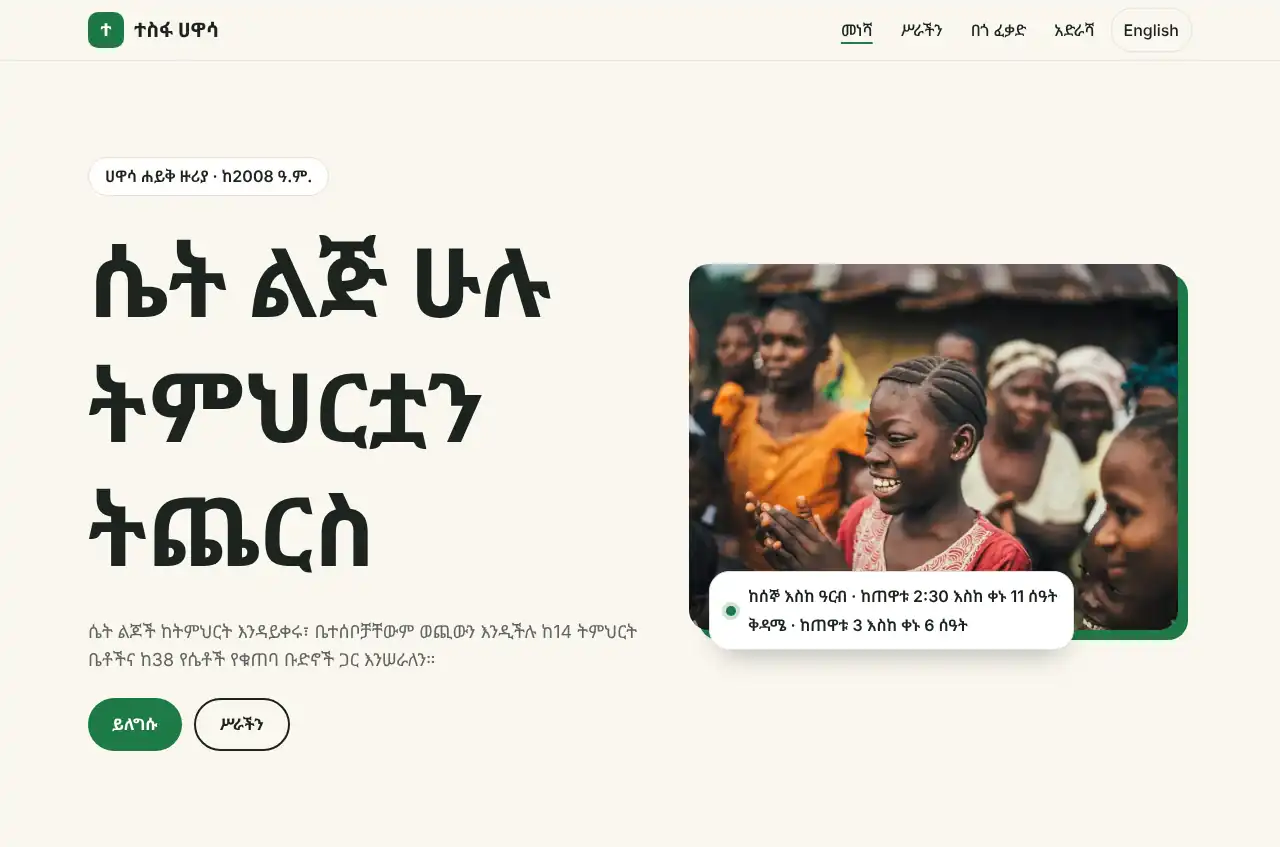 ተ ተስፋ ሀዋሳ
መነሻ ሥራችን በጎ ፈቃድ አድራሻ English
ሀዋሳ ሐይቅ ዙሪያ · ከ2008 ዓ.ም.
ሴት ልጅ ሁሉ
ትምህርቷን
ትጨርስ
ሴት ልጆች ከትምህርት እንዳይቀሩ፣ ቤተሰቦቻቸውም ወጪውን እንዲችሉ ከ14 ትምህርት
ቤቶችና ከ38 የሴቶች የቁጠባ ቡድኖች ጋር እንሠራለን።
ይለግሱ
ሥራችን
ከሰኞ እስከ ዓርብ · ከጠዋቱ 2:30 እስከ ቀኑ 11 ሰዓት
ቅዳሜ · ከጠዋቱ 3 እስከ ቀኑ 6 ሰዓት